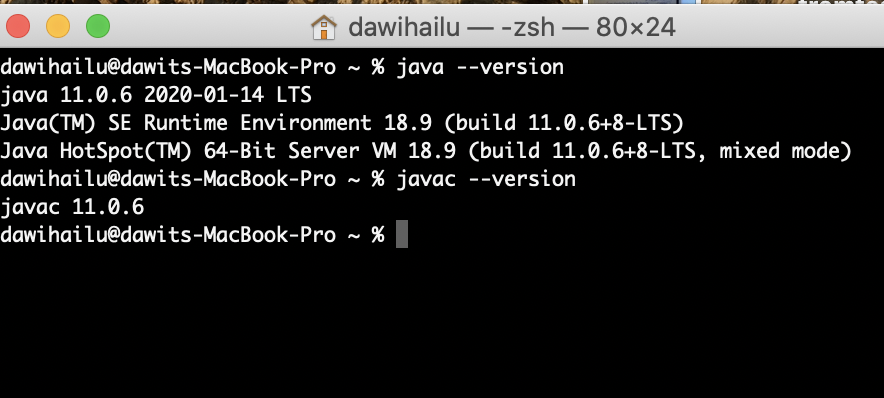 dawihailu — -zsh — 80×24
dawihailu@dawits-MacBook-Pro ~ % java --version
java 11.0.6 2020-01-14 LTS
Java(TM) SE Runtime Environment 18.9 (build 11.0.6+8-LTS)
Java HotSpot(TM) 64-Bit Server VM 18.9 (build 11.0.6+8-LTS, mixed mode)
dawihailu@dawits-MacBook-Pro ~ % javac --version
javac 11.0.6
dawihailu@dawits-MacBook-Pro ~ %